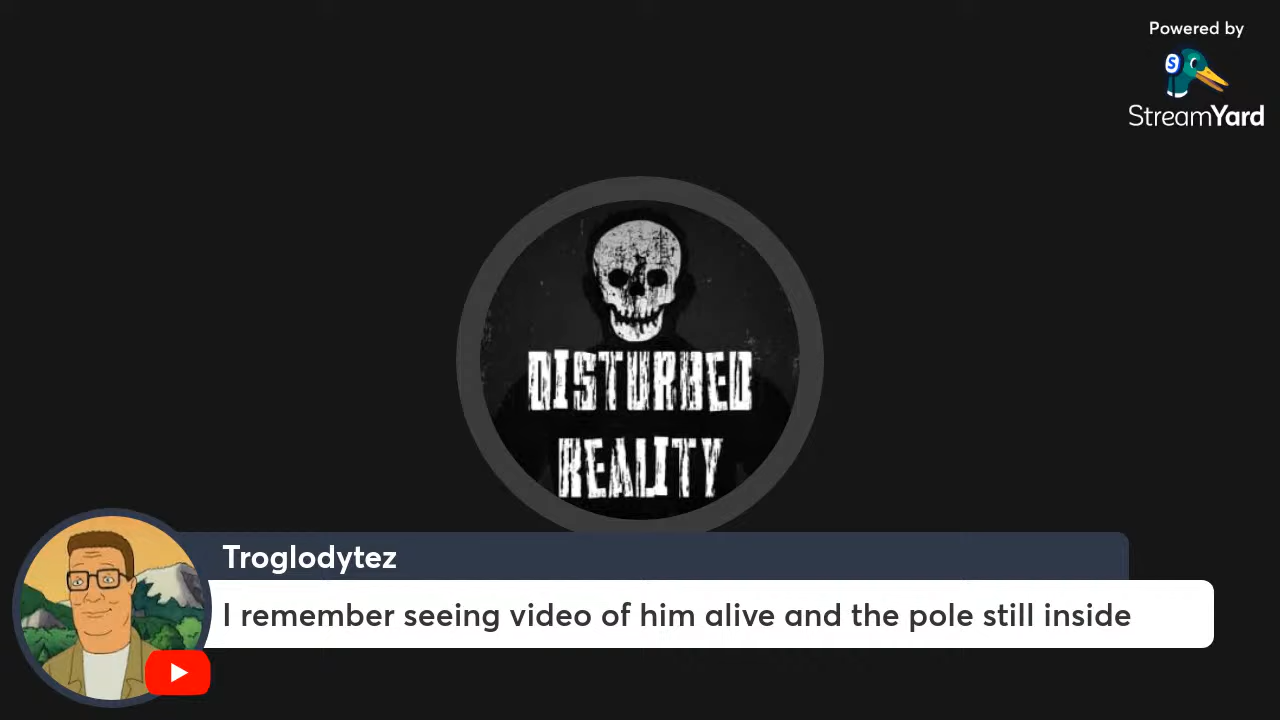 Powered by
S
StreamYard
DISTURBED
REALITY
Troglodytez
I remember seeing video of him alive and the pole still inside